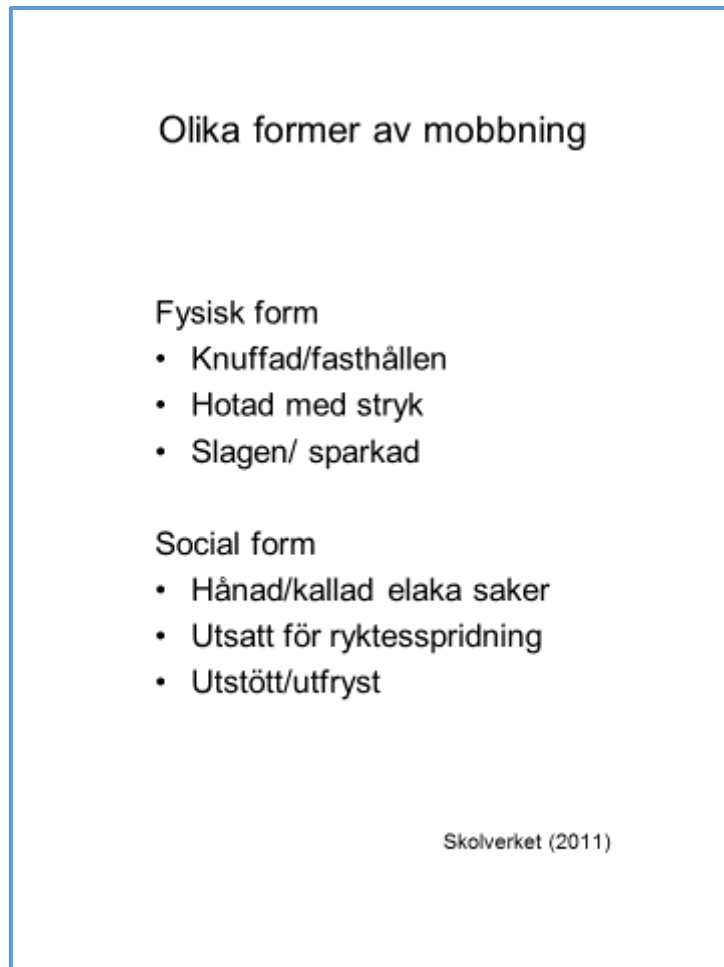 Olika former av mobbning
Fysisk form
• Knuffad/fasthållen
• Hotad med stryk
• Slagen/ sparkad
Social form
• Hånad/kallad elaka saker
• Utsatt för ryktesspridning
• Utstött/utfryst
Skolverket (2011)